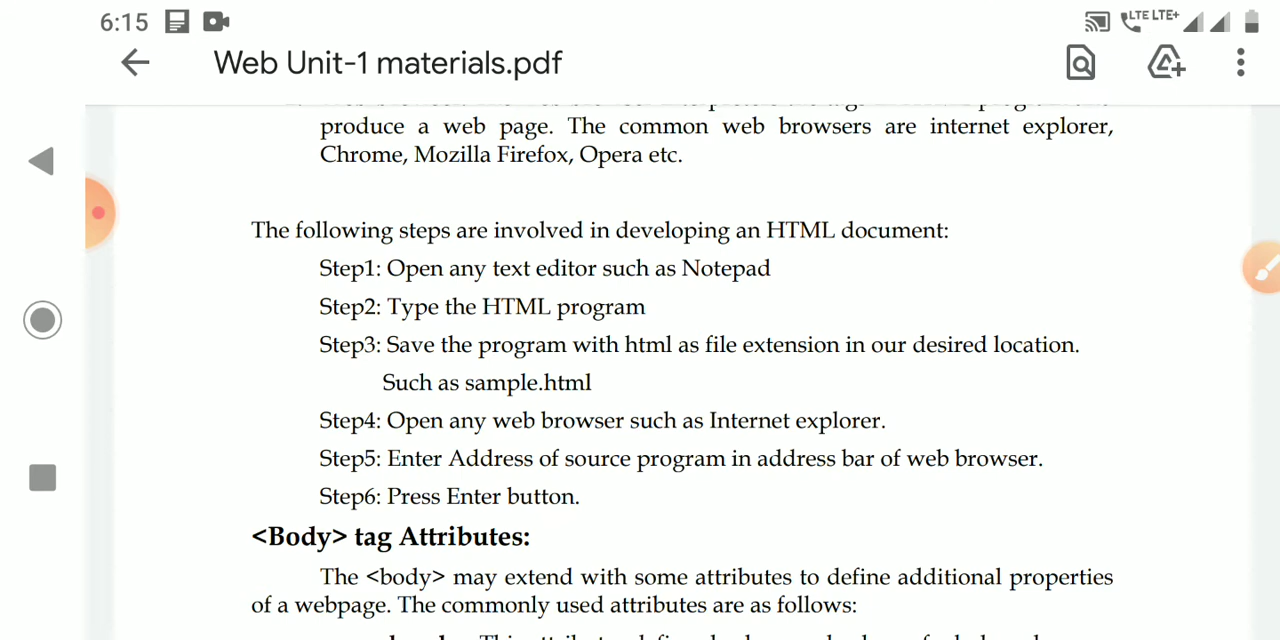 6:15
LTE LTE+
Web Unit-1 materials.pdf
produce a web page. The common web browsers are internet explorer,
Chrome, Mozilla Firefox, Opera etc.
The following steps are involved in developing an HTML document:
Step1: Open any text editor such as Notepad
Step2: Type the HTML program
Step3: Save the program with html as file extension in our desired location.
Such as sample.html
Step4: Open any web browser such as Internet explorer.
Step5: Enter Address of source program in address bar of web browser.
Step6: Press Enter button.
<Body> tag Attributes:
The <body> may extend with some attributes to define additional properties
of a webpage. The commonly used attributes are as follows: